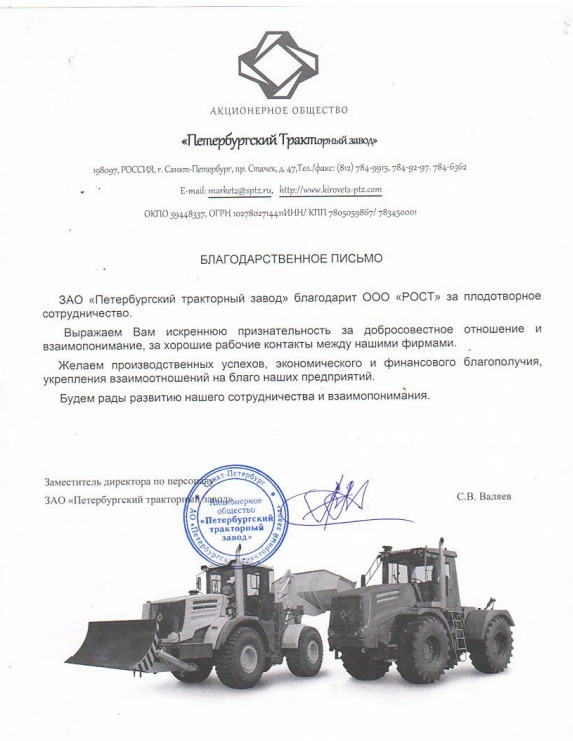 АКЦИОНЕРНОЕ ОБЩЕСТВО
«Петербургский Тракторный завод»
198097, РОССИЯ, г. Санкт-Петербург, пр. Стачек, д. 47,Тел./факс: (812) 784-9915, 784-92-97. 784-6362
E-mail: market2@sptz.ru, http://www.kirovets-ptz.com
ОКПО 39448337, ОГРН 1027802714411ИНН/ КПП 7805059867/ 783450001
БЛАГОДАРСТВЕННОЕ ПИСЬМО
ЗАО «Петербургский тракторный завод» благодарит ООО «РОСТ» за плодотворное
сотрудничество.
Выражаем Вам искреннюю признательность за добросовестное отношение и
взаимопонимание, за хорошие рабочие контакты между нашими фирмами.
Желаем производственных успехов, экономического и финансового благополучия,
укрепления взаимоотношений на благо наших предприятий.
Будем рады развитию нашего сотрудничества и взаимопонимания.
Заместитель директора по персоналу
ЗАО «Петербургский тракторный завод»
С.В. Валяев
Санкт-Петербург
Акционерное
общество
«Петербургский
тракторный
завод»
АО «Петербургский тракторный завод»